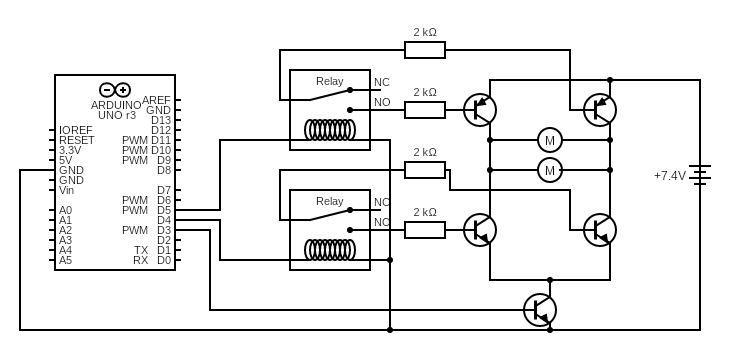 2 kΩ
Relay
NC
2 kΩ
NO
ARDUINO
UNO r3
AREF
GND
D13
IOREF
D12
RESET
PWM D11
3.3V
PWM D10
5V
PWM D9
GND
D8
GND
Vin
D7
PWM D6
A0
PWM D5
A1
D4
A2
PWM D3
A3
D2
A4
TX D1
A5
RX D0
M
2 kΩ
M
+7.4V
Relay
NC
2 kΩ
NO